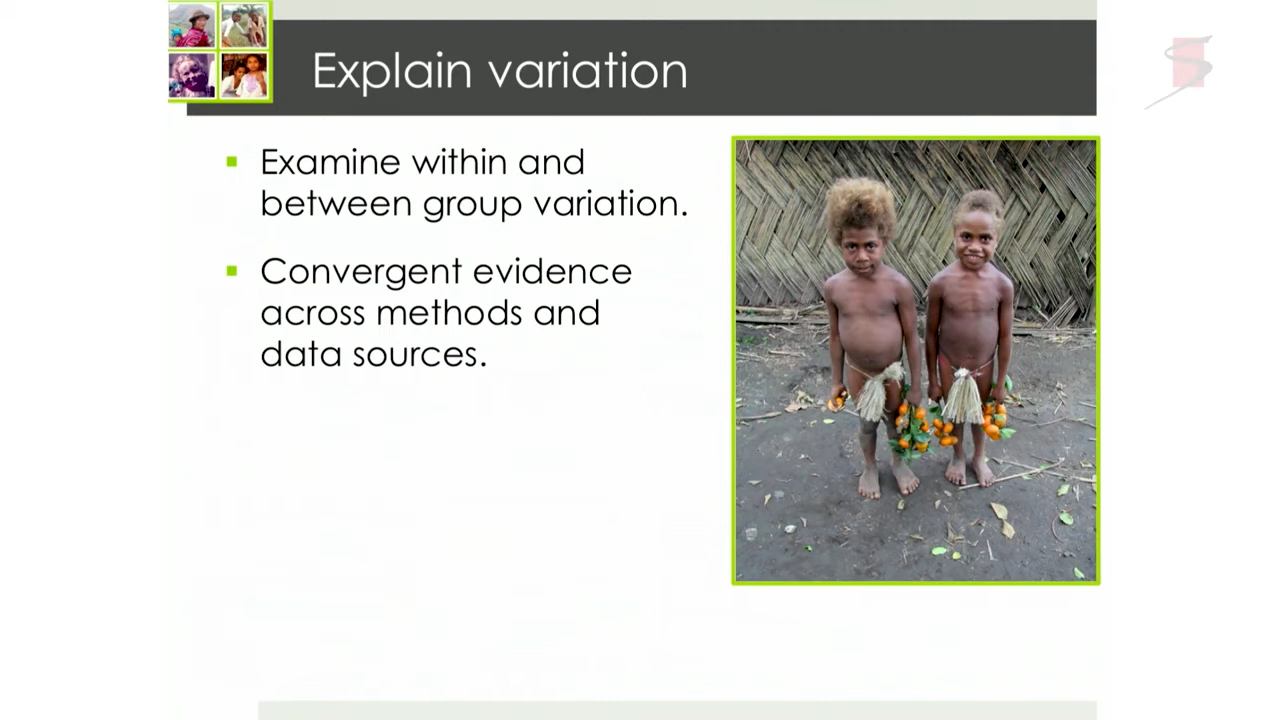 Explain variation
Examine within and
between group variation.
Convergent evidence
across methods and
data sources.